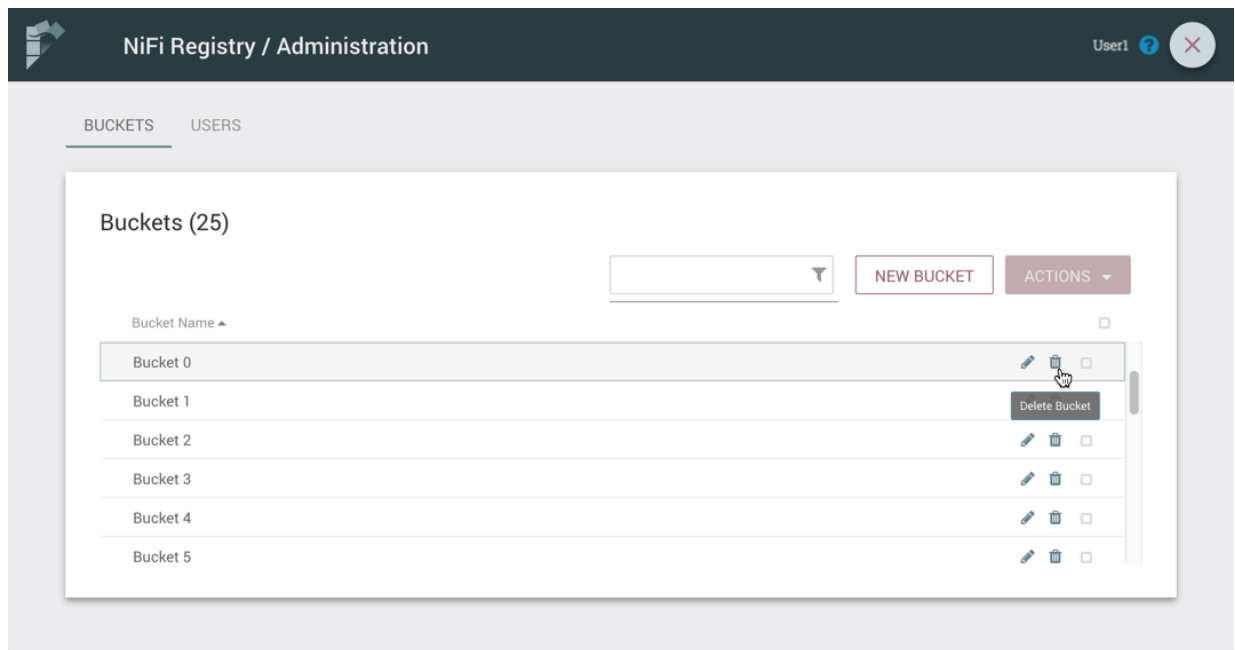 NiFi Registry / Administration
User1 ?
BUCKETS USERS
Buckets (25)
NEW BUCKET ACTIONS
Bucket Name
Bucket 0
Bucket 1
Delete Bucket
Bucket 2
Bucket 3
Bucket 4
Bucket 5